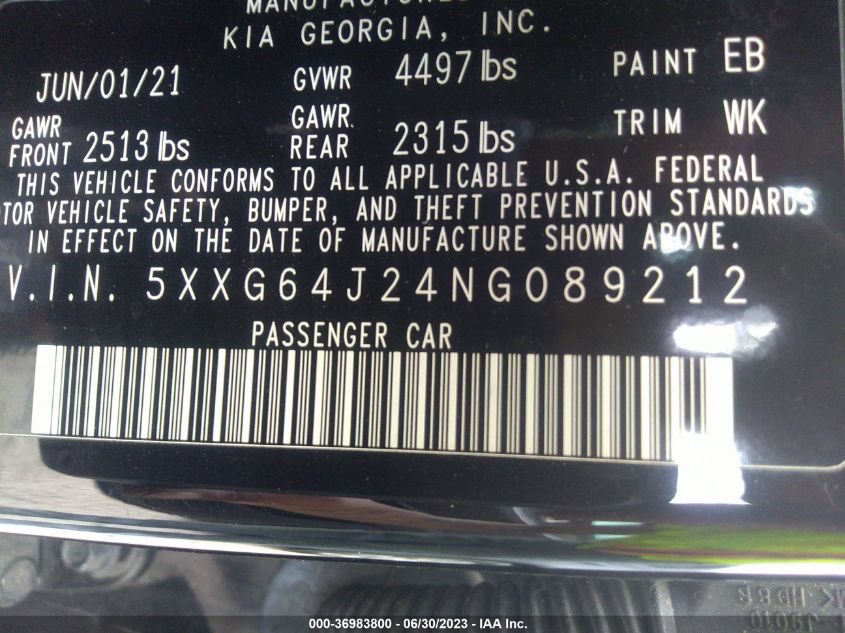 MANUFACTURED
KIA GEORGIA, INC.
JUN/01/21 GVWR 4497 lbs PAINT EB
GAWR FRONT 2513 lbs GAWR REAR 2315 lbs TRIM WK
THIS VEHICLE CONFORMS TO ALL APPLICABLE U.S.A. FEDERAL
TOR VEHICLE SAFETY, BUMPER, AND THEFT PREVENTION STANDARDS
IN EFFECT ON THE DATE OF MANUFACTURE SHOWN ABOVE.
V.I.N. 5XXG64J24NG089212
PASSENGER CAR
000-36983800 - 06/30/2023 - IAA Inc.